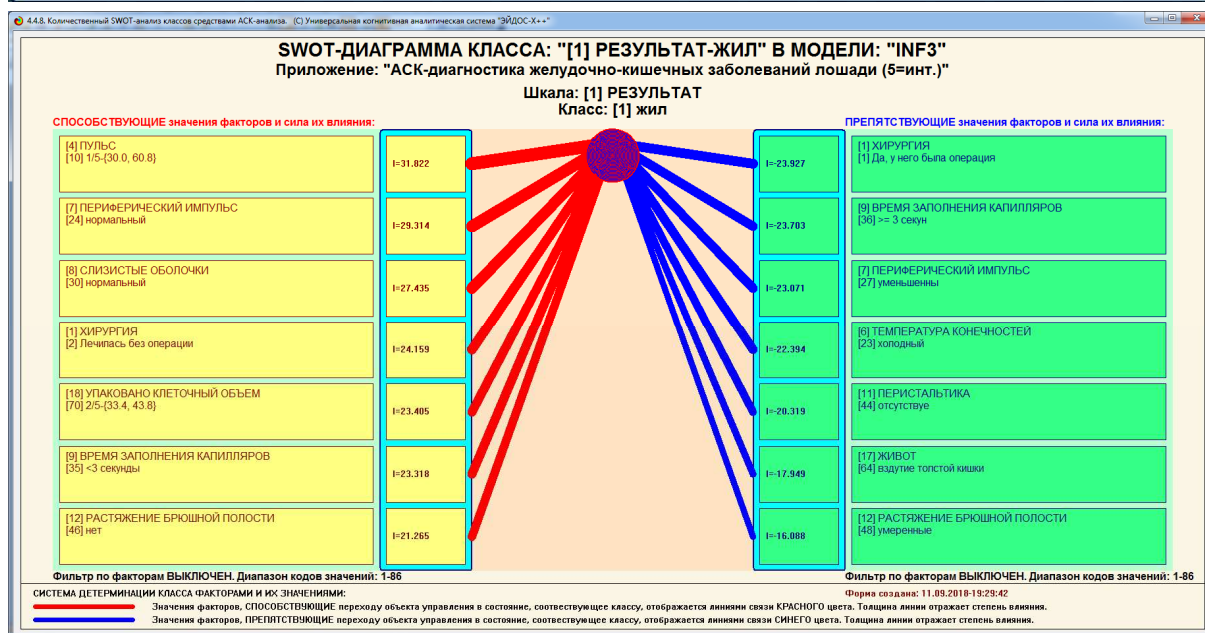 4.4.8. Количественный SWOT-анализ классов средствами АСК-анализа. (C) Универсальная когнитивная аналитическая система "ЭЙДОС-X++"
SWOT-ДИАГРАММА КЛАССА: "[1] РЕЗУЛЬТАТ-ЖИЛ" В МОДЕЛИ: "INF3"
Приложение: "АСК-диагностика желудочно-кишечных заболеваний лошади (5=инт.)"
Шкала: [1] РЕЗУЛЬТАТ
Класс: [1] жил
СПОСОБСТВУЮЩИЕ значения факторов и сила их влияния:
[4] ПУЛЬС
[10] 1/5-{30.0, 60.8}
I=31.822
[7] ПЕРИФЕРИЧЕСКИЙ ИМПУЛЬС
[24] нормальный
I=29.314
[8] СЛИЗИСТЫЕ ОБОЛОЧКИ
[30] нормальный
I=27.435
[1] ХИРУРГИЯ
[2] Лечилась без операции
I=24.159
[18] УПАКОВАНО КЛЕТОЧНЫЙ ОБЪЕМ
[70] 2/5-{33.4, 43.8}
I=23.405
[9] ВРЕМЯ ЗАПОЛНЕНИЯ КАПИЛЛЯРОВ
[35] <3 секунды
I=23.318
[12] РАСТЯЖЕНИЕ БРЮШНОЙ ПОЛОСТИ
[46] нет
I=21.265
Фильтр по факторам ВЫКЛЮЧЕН. Диапазон кодов значений: 1-86
ПРЕПЯТСТВУЮЩИЕ значения факторов и сила их влияния:
I=-23.927
[1] ХИРУРГИЯ
[1] Да, у него была операция
I=-23.703
[9] ВРЕМЯ ЗАПОЛНЕНИЯ КАПИЛЛЯРОВ
[36] >= 3 секун
I=-23.071
[7] ПЕРИФЕРИЧЕСКИЙ ИМПУЛЬС
[27] уменьшенны
I=-22.394
[6] ТЕМПЕРАТУРА КОНЕЧНОСТЕЙ
[23] холодный
I=-20.319
[11] ПЕРИСТАЛЬТИКА
[44] отсутствуе
I=-17.949
[17] ЖИВОТ
[64] вздутие толстой кишки
I=-16.088
[12] РАСТЯЖЕНИЕ БРЮШНОЙ ПОЛОСТИ
[48] умеренные
Фильтр по факторам ВЫКЛЮЧЕН. Диапазон кодов значений: 1-86
СИСТЕМА ДЕТЕРМИНАЦИИ КЛАССА ФАКТОРАМИ И ИХ ЗНАЧЕНИЯМИ:
Форма создана: 11.09.2018-19:29:42
Значения факторов, СПОСОБСТВУЮЩИЕ переходу объекта управления в состояние, соотвествующее классу, отображается линиями связи КРАСНОГО цвета. Толщина линии отражает степень влияния.
Значения факторов, ПРЕПЯТСТВУЮЩИЕ переходу объекта управления в состояние, соотвествующее классу, отображается линиями связи СИНЕГО цвета. Толщина линии отражает степень влияния.